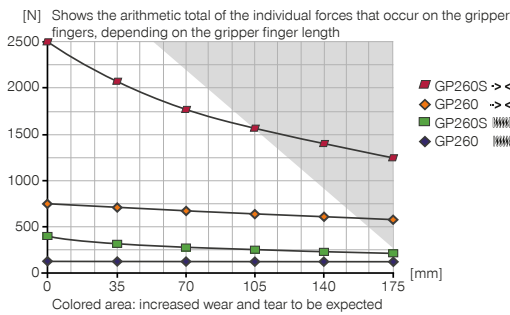 [N] Shows the arithmetic total of the individual forces that occur on the gripper
fingers, depending on the gripper finger length
2500
2000
1500
1000
500
0
0 35 70 105 140 175 [mm]
GP260S
GP260
GP260S
GP260
Colored area: increased wear and tear to be expected